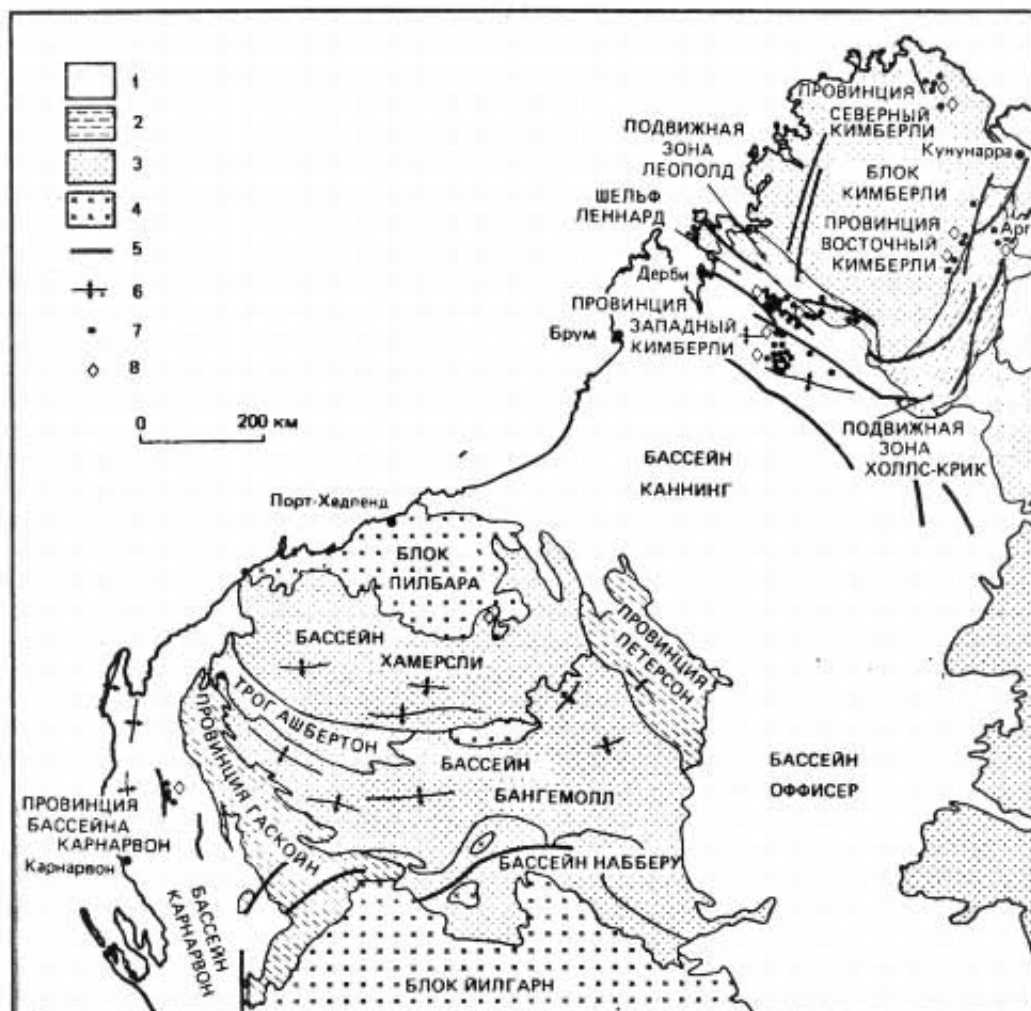 1
2
3
4
5
6
7
8
0 200 км
ПРОВИНЦИЯ
СЕВЕРНЫЙ
КИМБЕРЛИ
Кунунарра
ПОДВИЖНАЯ
ЗОНА
ЛЕОПОЛД
БЛОК
КИМБЕРЛИ
ШЕЛЬФ
ЛЕННАРД
ПРОВИНЦИЯ
ВОСТОЧНЫЙ
КИМБЕРЛИ
Арг
Дерби
ПРОВИНЦИЯ
ЗАПАДНЫЙ
КИМБЕРЛИ
Брум
ПОДВИЖНАЯ
ЗОНА
ХОЛЛС-КРИК
БАССЕЙН
КАННИНГ
Порт-Хедленд
БЛОК
ПИЛБАРА
БАССЕЙН
ХАМЕРСЛИ
ПРОВИНЦИЯ
ПЕТЕРСОН
ТРОГ АШБЕРТОН
ПРОВИНЦИЯ ГАСКОЙН
БАССЕЙН
БАНГЕМОЛЛ
БАССЕЙН
ОФФИСЕР
ПРОВИНЦИЯ
БАССЕЙНА
КАРНАРВОН
Карнарвон
БАССЕЙН НАББЕРУ
БАССЕЙН
КАРНАРВОН
БЛОК ЙИЛГАРН